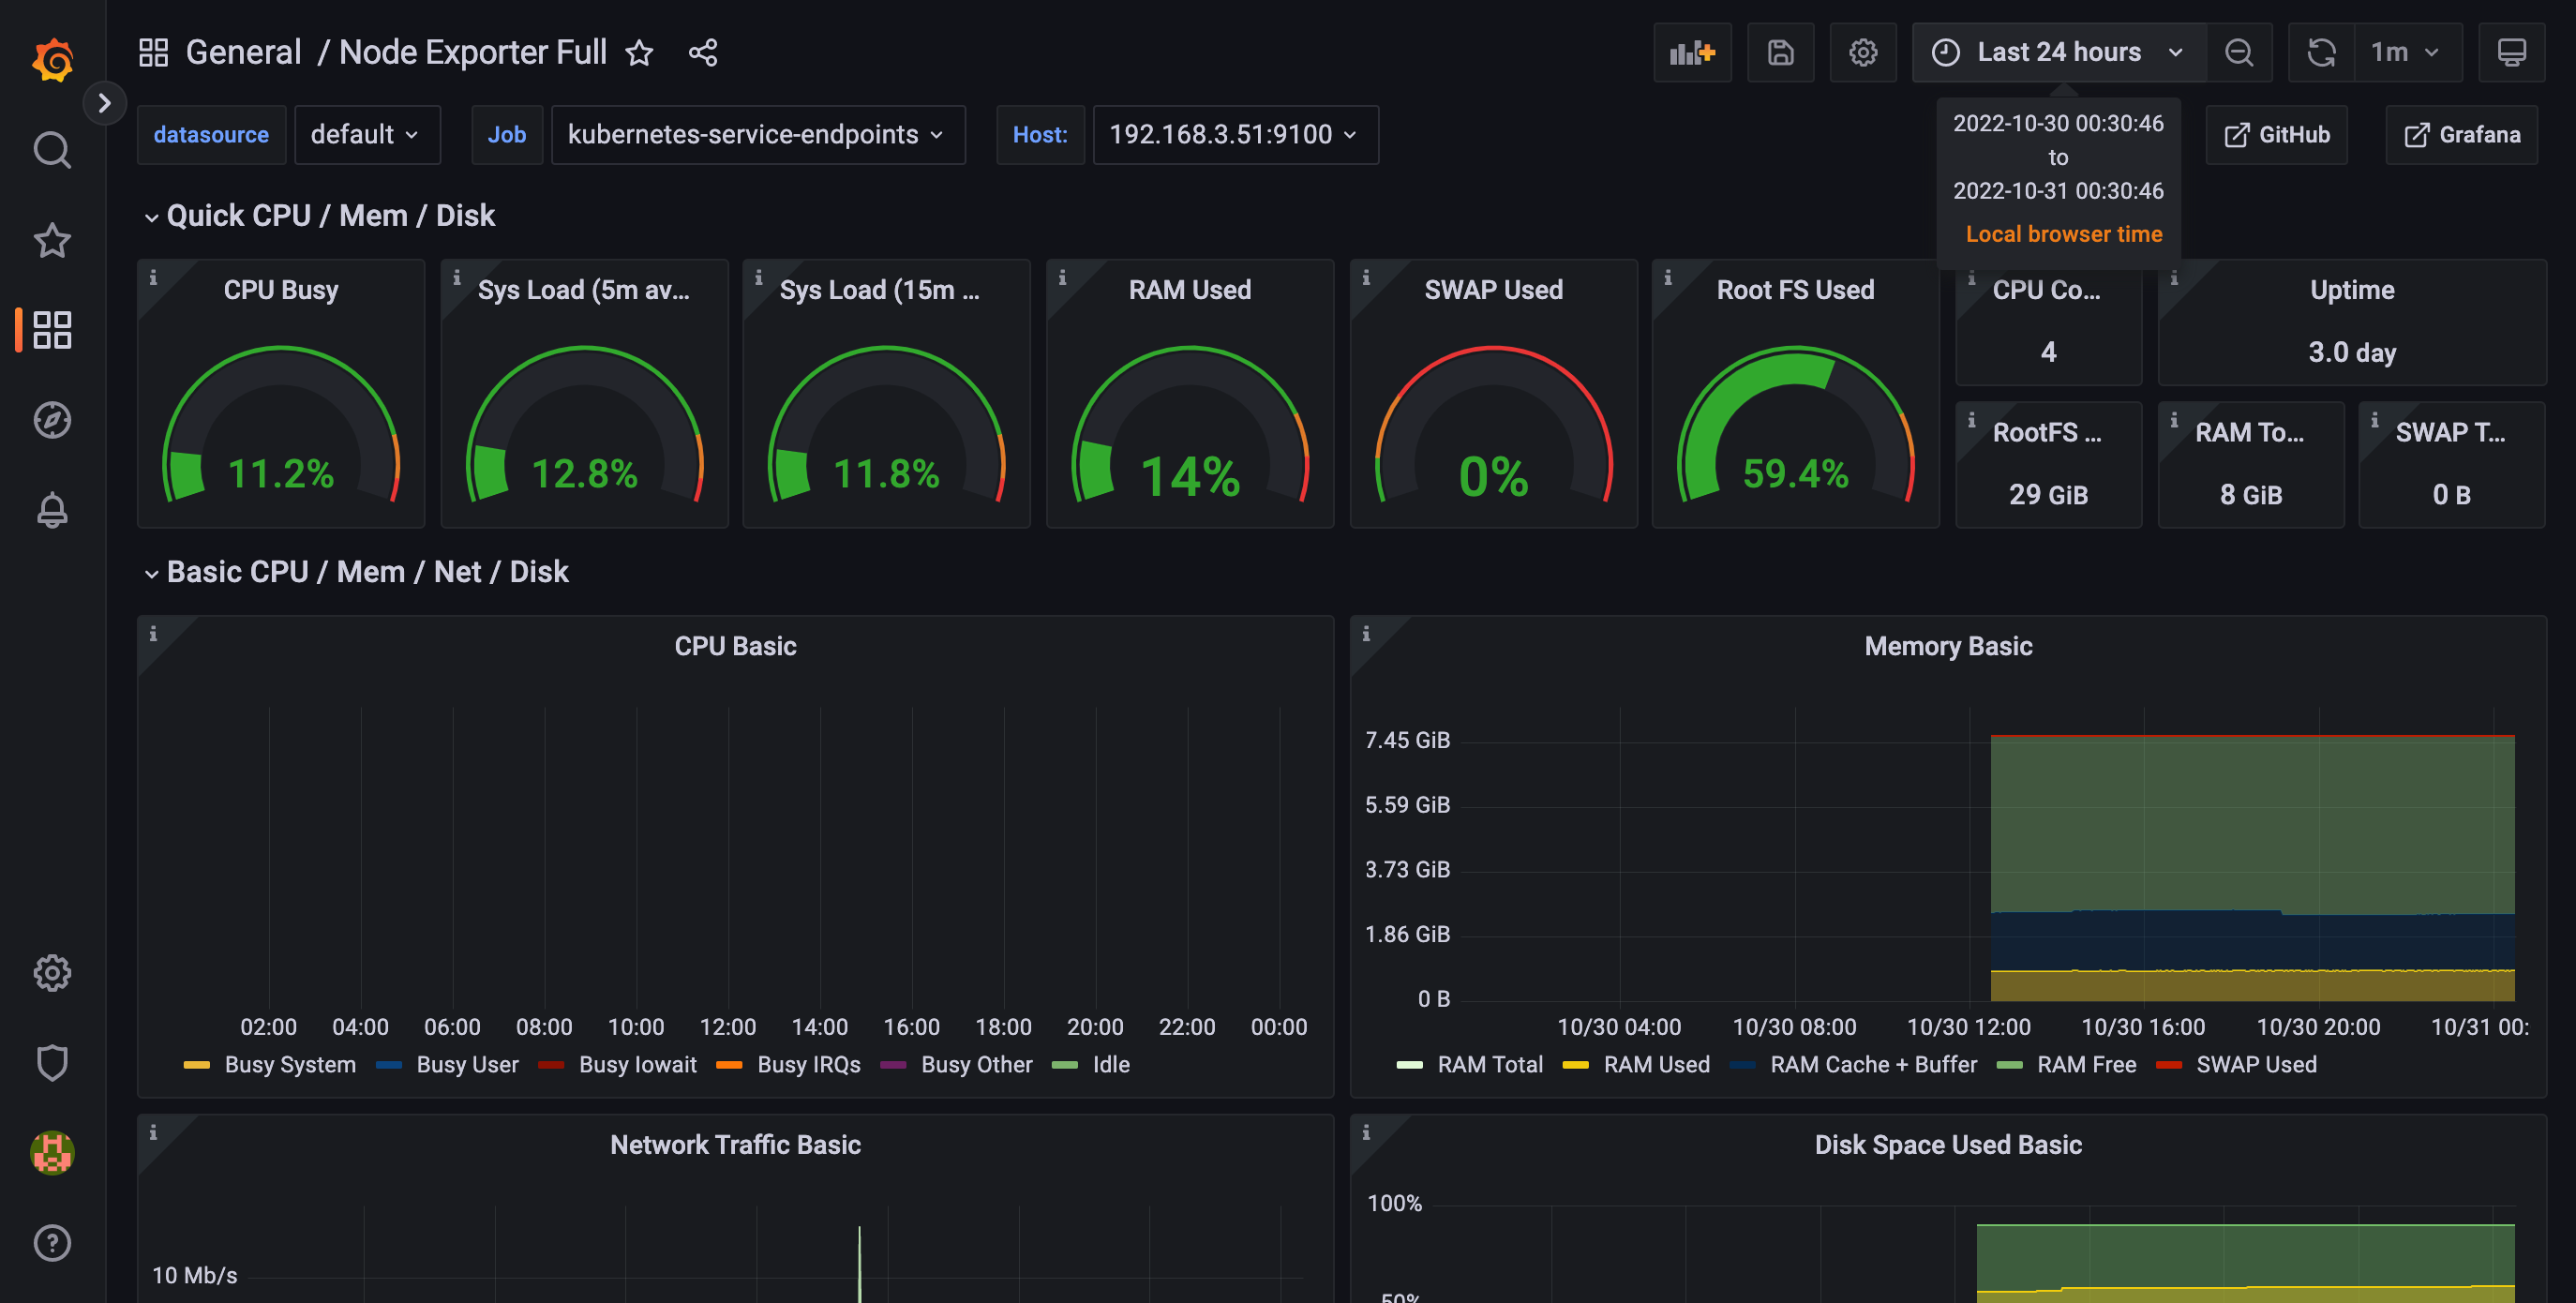 General / Node Exporter Full
Last 24 hours
1m
datasource
default
Job
kubernetes-service-endpoints
Host:
192.168.3.51:9100
2022-10-30 00:30:46
to
2022-10-31 00:30:46
Local browser time
GitHub
Grafana
Quick CPU / Mem / Disk
CPU Busy
11.2%
Sys Load (5m av...
12.8%
Sys Load (15m ...
11.8%
RAM Used
14%
SWAP Used
0%
Root FS Used
59.4%
CPU Co...
4
Uptime
3.0 day
RootFS ...
29 GiB
RAM To...
8 GiB
SWAP T...
0 B
Basic CPU / Mem / Net / Disk
CPU Basic
02:00 04:00 06:00 08:00 10:00 12:00 14:00 16:00 18:00 20:00 22:00 00:00
Busy System Busy User Busy Iowait Busy IRQs Busy Other Idle
Memory Basic
7.45 GiB
5.59 GiB
3.73 GiB
1.86 GiB
0 B
10/30 04:00 10/30 08:00 10/30 12:00 10/30 16:00 10/30 20:00 10/31 00:
RAM Total RAM Used RAM Cache + Buffer RAM Free SWAP Used
Network Traffic Basic
10 Mb/s
Disk Space Used Basic
100%
50%